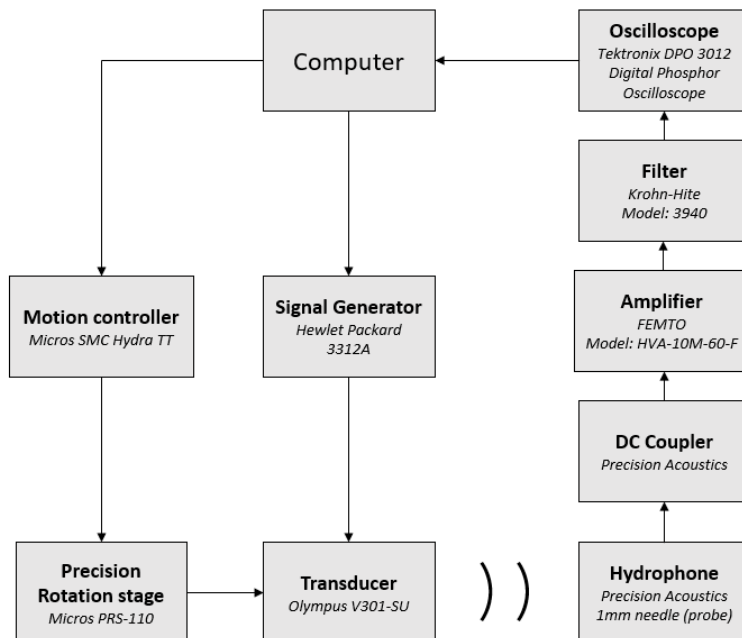 Computer
Oscilloscope
Tektronix DPO 3012
Digital Phosphor
Oscilloscope
Filter
Krohn-Hite
Model: 3940
Motion controller
Micros SMC Hydra TT
Signal Generator
Hewlet Packard
3312A
Amplifier
FEMTO
Model: HVA-10M-60-F
DC Coupler
Precision Acoustics
Precision
Rotation stage
Micros PRS-110
Transducer
Olympus V301-SU
Hydrophone
Precision Acoustics
1mm needle (probe)